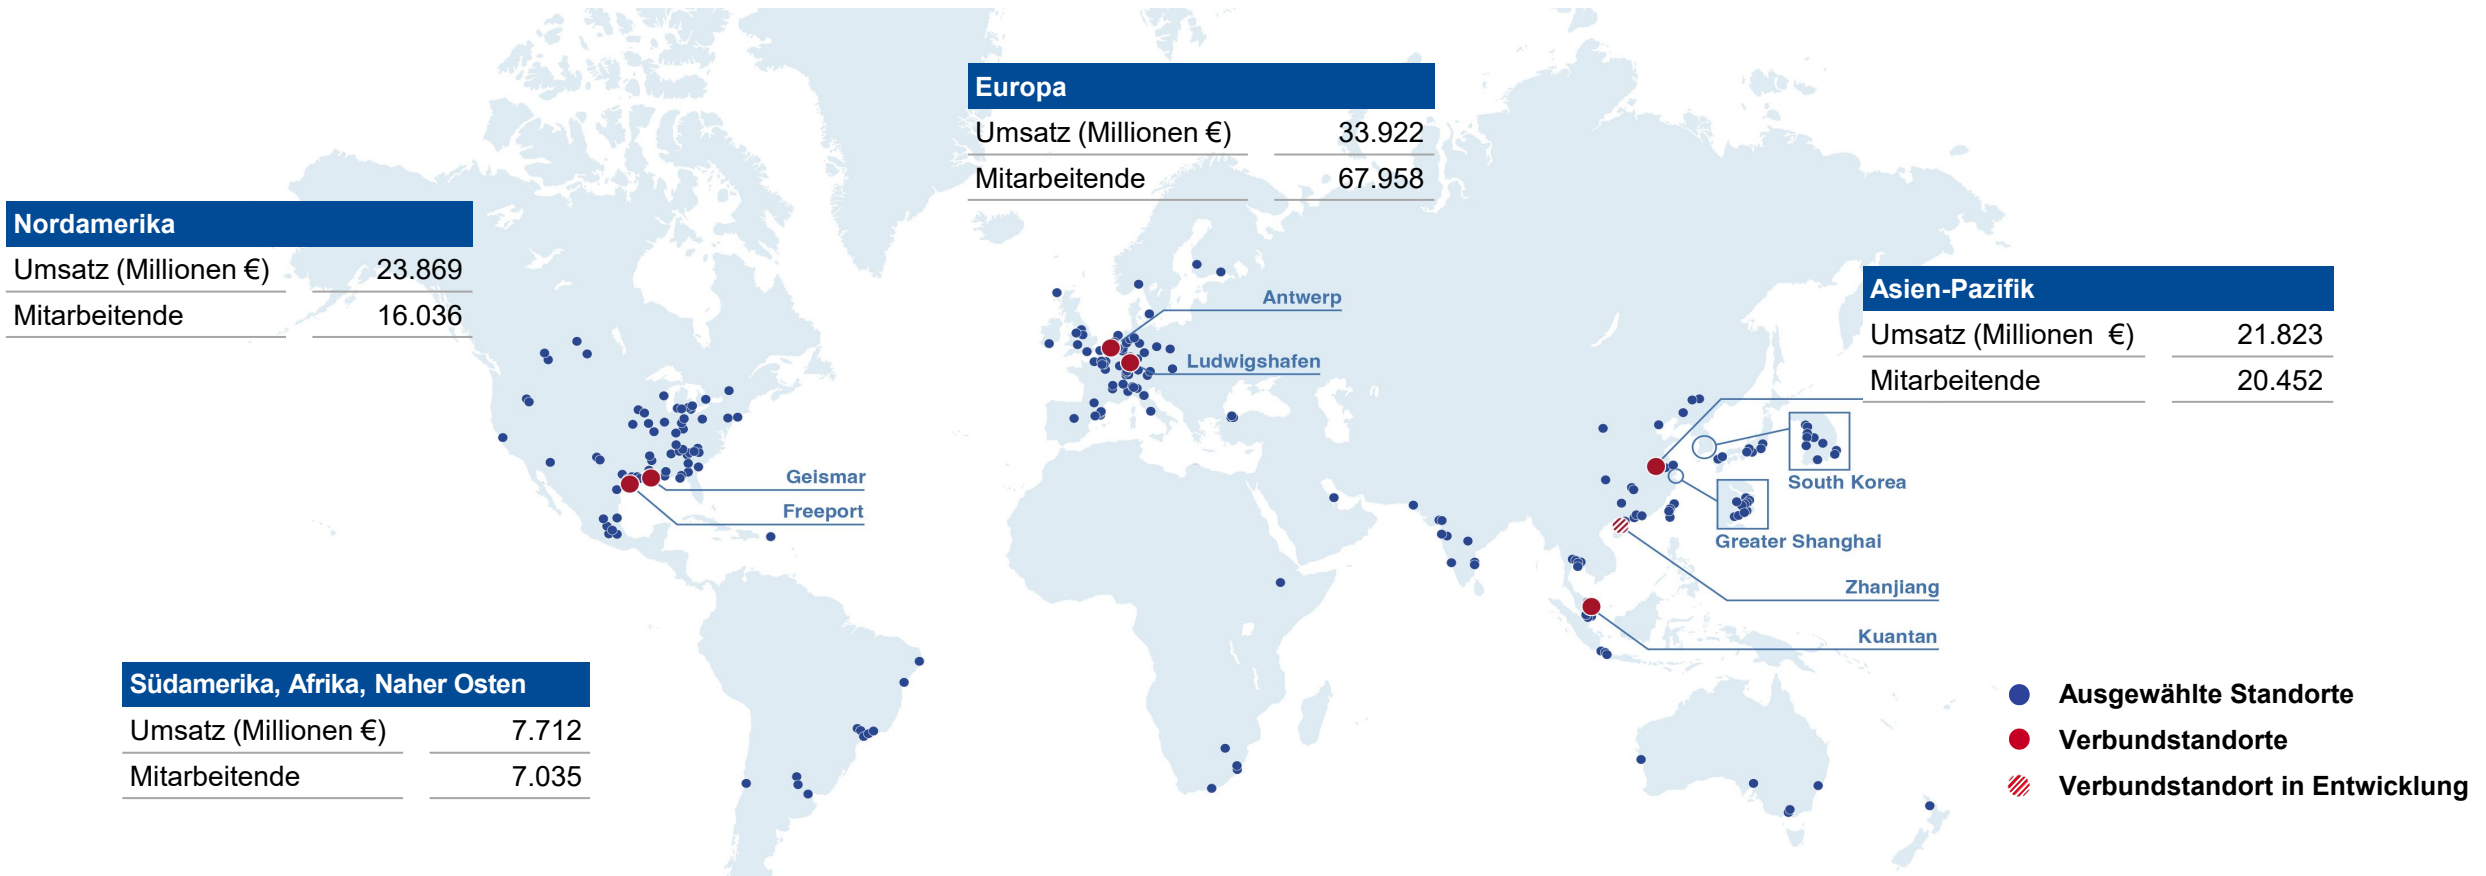 Europa
Umsatz (Millionen €) 33.922
Mitarbeitende 67.958
Nordamerika
Umsatz (Millionen €) 23.869
Mitarbeitende 16.036
Asien-Pazifik
Umsatz (Millionen €) 21.823
Mitarbeitende 20.452
Antwerp
Ludwigshafen
Geismar
Freeport
South Korea
Greater Shanghai
Zhanjiang
Kuantan
Südamerika, Afrika, Naher Osten
Umsatz (Millionen €) 7.712
Mitarbeitende 7.035
Ausgewählte Standorte
Verbundstandorte
Verbundstandort in Entwicklung